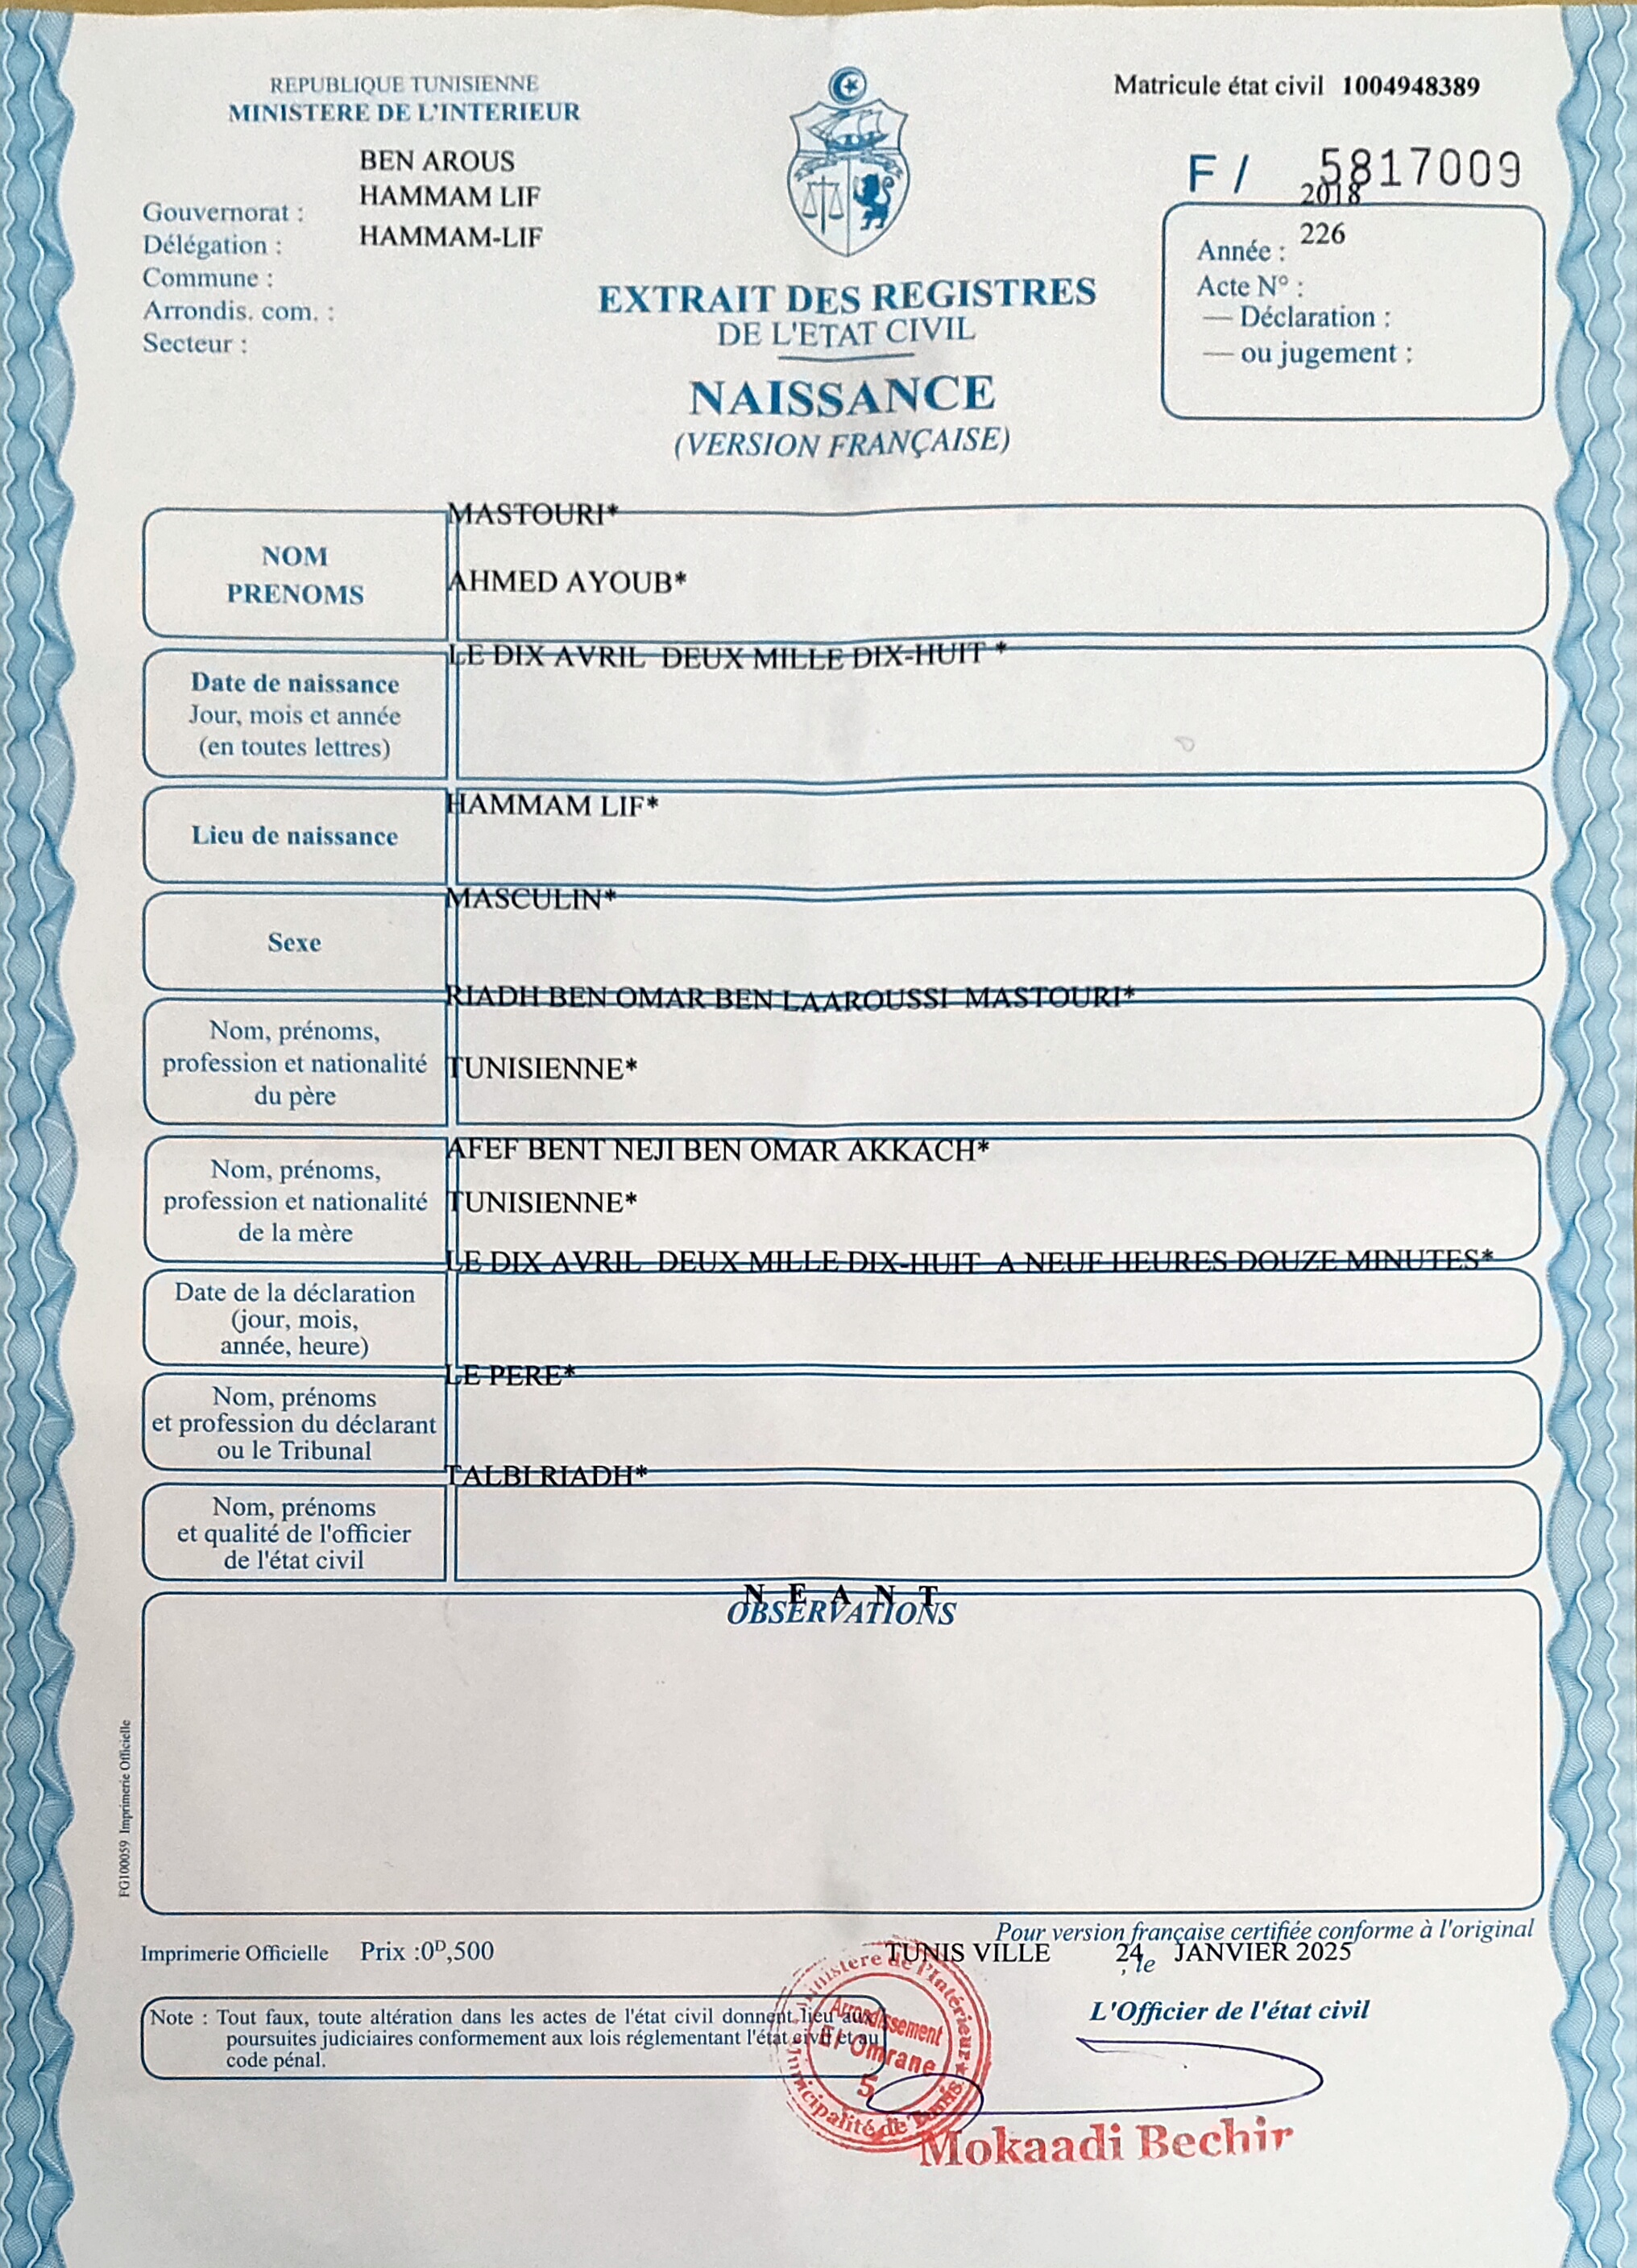 REPUBLIQUE TUNISIENNE
MINISTERE DE L'INTERIEUR
BEN AROUS
HAMMAM LIF
HAMMAM-LIF
Gouvernorat :
Délégation :
Commune :
Arrondis. com. :
Secteur :
Matricule état civil 1004948389
F / 5817009
2018
226
Année :
Acte N° :
— Déclaration :
— ou jugement :
EXTRAIT DES REGISTRES
DE L'ETAT CIVIL
NAISSANCE
(VERSION FRANÇAISE)
NOM
PRENOMS
MASTOURI*
AHMED AYOUB*
Date de naissance
Jour, mois et année
(en toutes lettres)
LE DIX AVRIL DEUX MILLE DIX-HUIT *
Lieu de naissance
HAMMAM LIF*
Sexe
MASCULIN*
Nom, prénoms,
profession et nationalité
du père
RIADH BEN OMAR BEN LAAROUSSI MASTOURI*
TUNISIENNE*
Nom, prénoms,
profession et nationalité
de la mère
AFEF BENT NEJI BEN OMAR AKKACH*
TUNISIENNE*
Date de la déclaration
(jour, mois,
année, heure)
LE DIX AVRIL DEUX MILLE DIX-HUIT A NEUF HEURES DOUZE MINUTES*
Nom, prénoms
et profession du déclarant
ou le Tribunal
LE PERE*
Nom, prénoms
et qualité de l'officier
de l'état civil
TALBI RIADH*
N E A N T
OBSERVATIONS
FG100059 Imprimerie Officielle
Pour version française certifiée conforme à l'original
Imprimerie Officielle Prix :0ᴰ,500
TUNIS VILLE , le 24 JANVIER 2025
L'Officier de l'état civil
Note : Tout faux, toute altération dans les actes de l'état civil donnent lieu aux
poursuites judiciaires conformement aux lois réglementant l'état civil et au
code pénal.
Ministere de l'Intérieur
Arrondissement
El Omrane
5
Municipalité de Tunis
Mokaadi Bechir